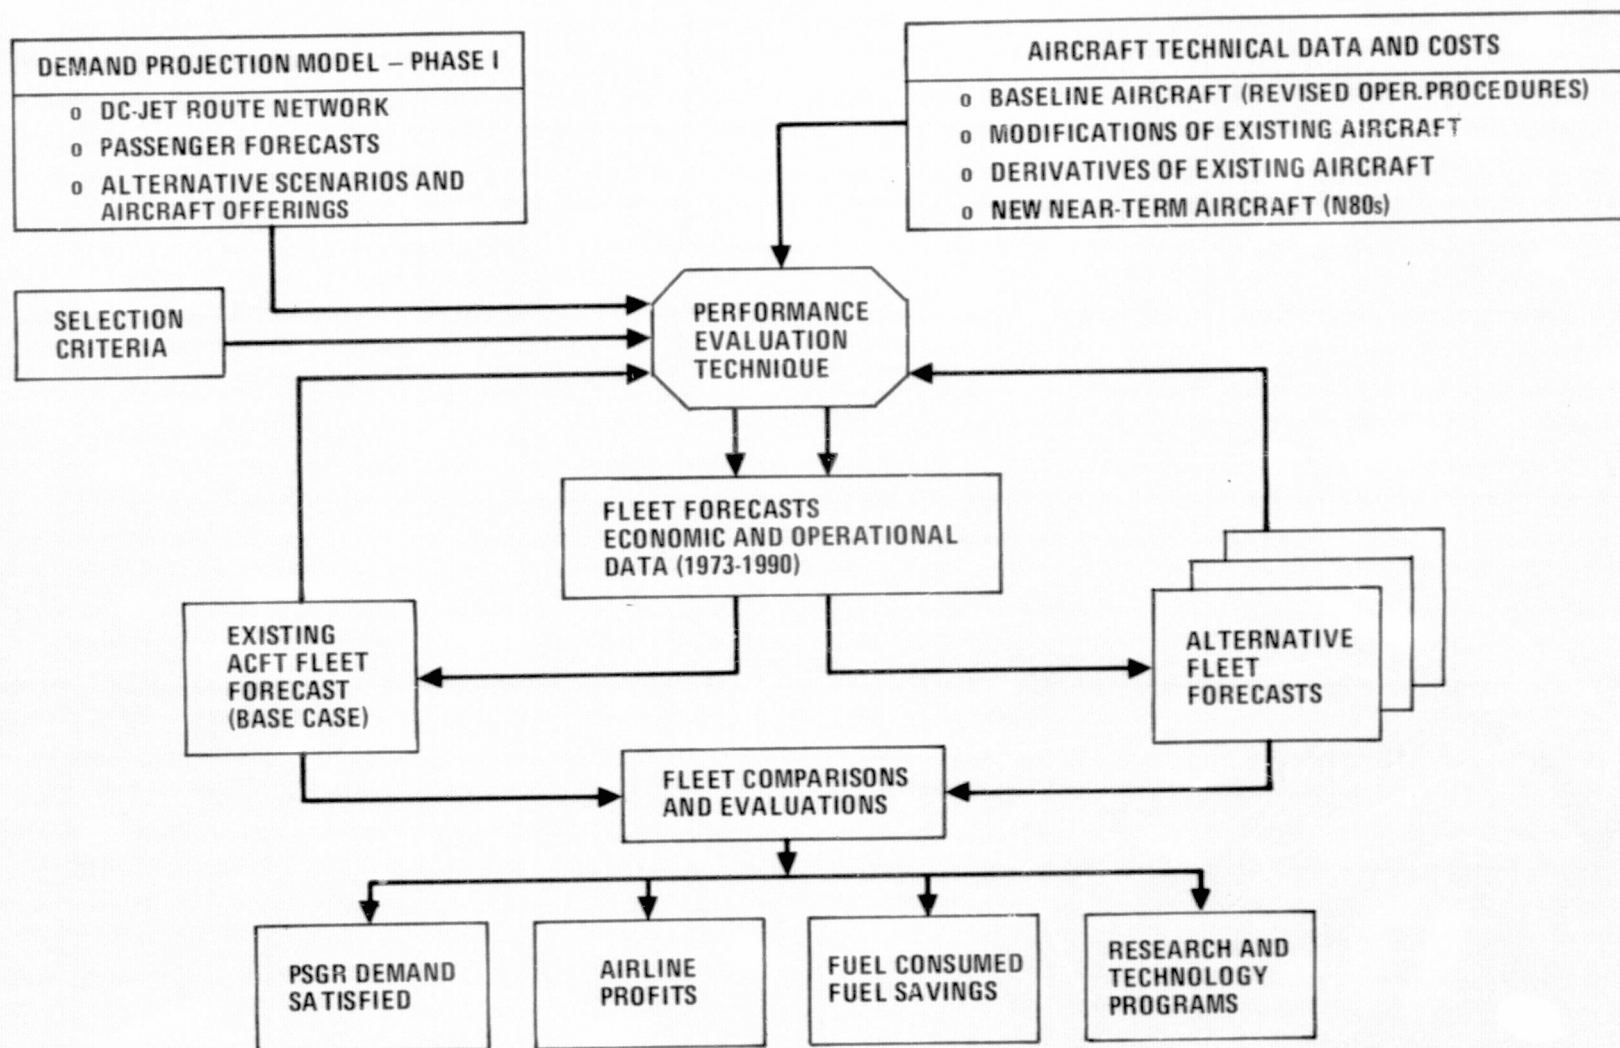 DEMAND PROJECTION MODEL – PHASE I
o DC-JET ROUTE NETWORK
o PASSENGER FORECASTS
o ALTERNATIVE SCENARIOS AND
AIRCRAFT OFFERINGS
AIRCRAFT TECHNICAL DATA AND COSTS
o BASELINE AIRCRAFT (REVISED OPER.PROCEDURES)
o MODIFICATIONS OF EXISTING AIRCRAFT
o DERIVATIVES OF EXISTING AIRCRAFT
o NEW NEAR-TERM AIRCRAFT (N80s)
SELECTION
CRITERIA
PERFORMANCE
EVALUATION
TECHNIQUE
FLEET FORECASTS
ECONOMIC AND OPERATIONAL
DATA (1973-1990)
EXISTING
ACFT FLEET
FORECAST
(BASE CASE)
ALTERNATIVE
FLEET
FORECASTS
FLEET COMPARISONS
AND EVALUATIONS
PSGR DEMAND
SATISFIED
AIRLINE
PROFITS
FUEL CONSUMED
FUEL SAVINGS
RESEARCH AND
TECHNOLOGY
PROGRAMS